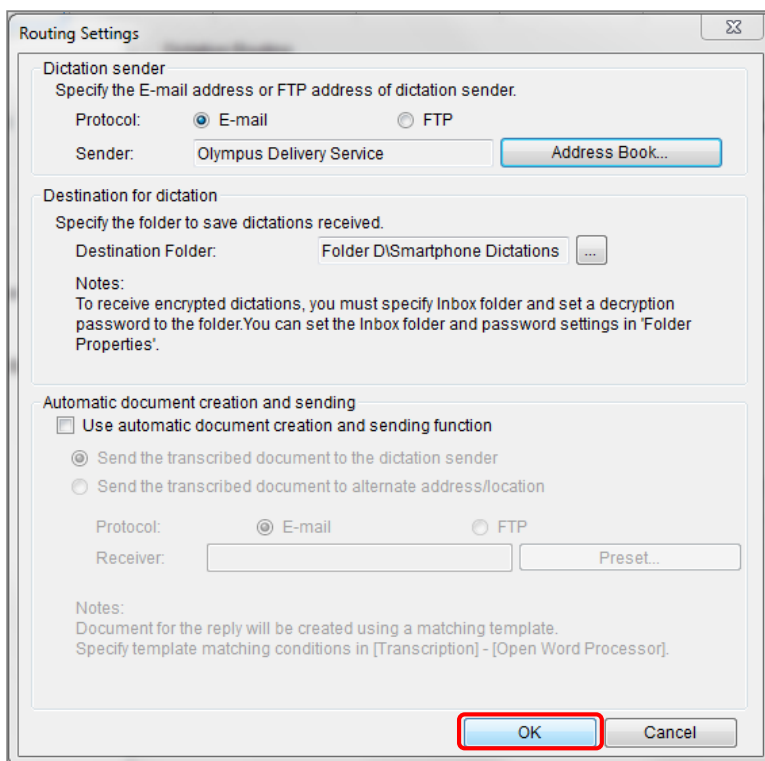 Routing Settings
Dictation sender
Specify the E-mail address or FTP address of dictation sender.
Protocol: E-mail FTP
Sender: Olympus Delivery Service Address Book...
Destination for dictation
Specify the folder to save dictations received.
Destination Folder: Folder D\Smartphone Dictations ...
Notes:
To receive encrypted dictations, you must specify Inbox folder and set a decryption
password to the folder.You can set the Inbox folder and password settings in 'Folder
Properties'.
Automatic document creation and sending
Use automatic document creation and sending function
Send the transcribed document to the dictation sender
Send the transcribed document to alternate address/location
Protocol: E-mail FTP
Receiver: Preset...
Notes:
Document for the reply will be created using a matching template.
Specify template matching conditions in [Transcription] - [Open Word Processor].
OK Cancel